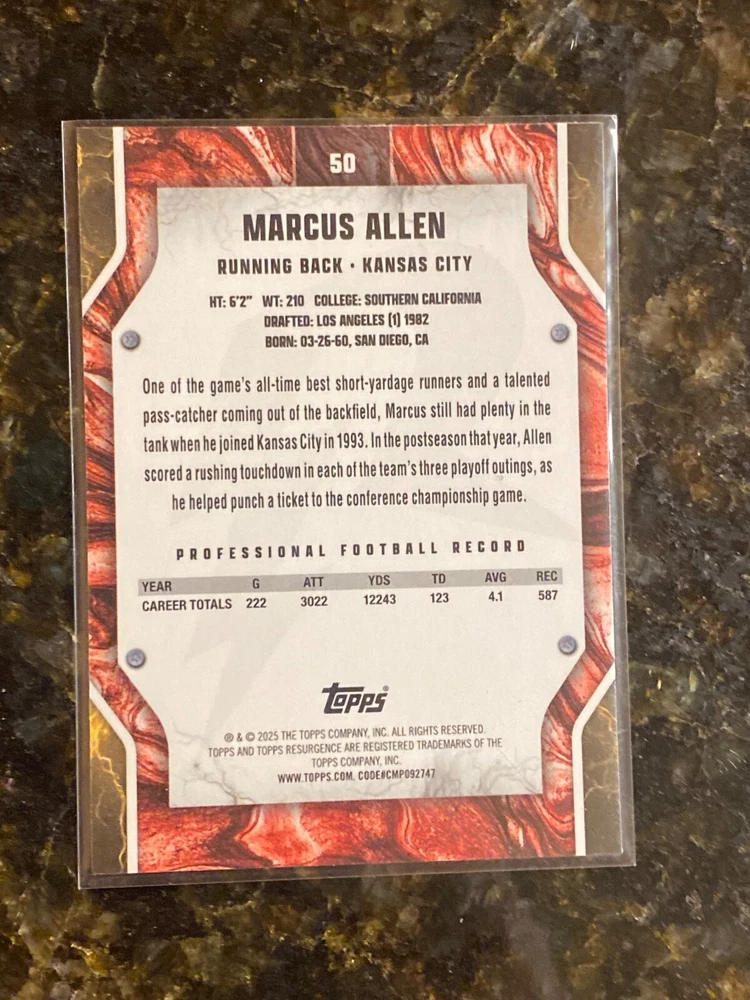 50
MARCUS ALLEN
RUNNING BACK • KANSAS CITY
HT: 6'2" WT: 210 COLLEGE: SOUTHERN CALIFORNIA
DRAFTED: LOS ANGELES (1) 1982
BORN: 03-26-60, SAN DIEGO, CA
One of the game's all-time best short-yardage runners and a talented
pass-catcher coming out of the backfield, Marcus still had plenty in the
tank when he joined Kansas City in 1993. In the postseason that year, Allen
scored a rushing touchdown in each of the team's three playoff outings, as
he helped punch a ticket to the conference championship game.
PROFESSIONAL FOOTBALL RECORD
YEAR G ATT YDS TD AVG REC
CAREER TOTALS 222 3022 12243 123 4.1 587
topps®
® & © 2025 THE TOPPS COMPANY, INC. ALL RIGHTS RESERVED.
TOPPS AND TOPPS RESURGENCE ARE REGISTERED TRADEMARKS OF THE
TOPPS COMPANY, INC.
WWW.TOPPS.COM. CODE#CMP092747